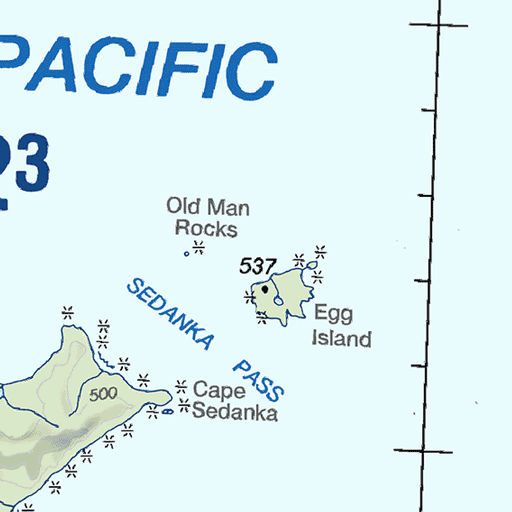 PACIFIC
23
Old Man
Rocks
537
SEDANKA PASS
Egg
Island
500
Cape
Sedanka